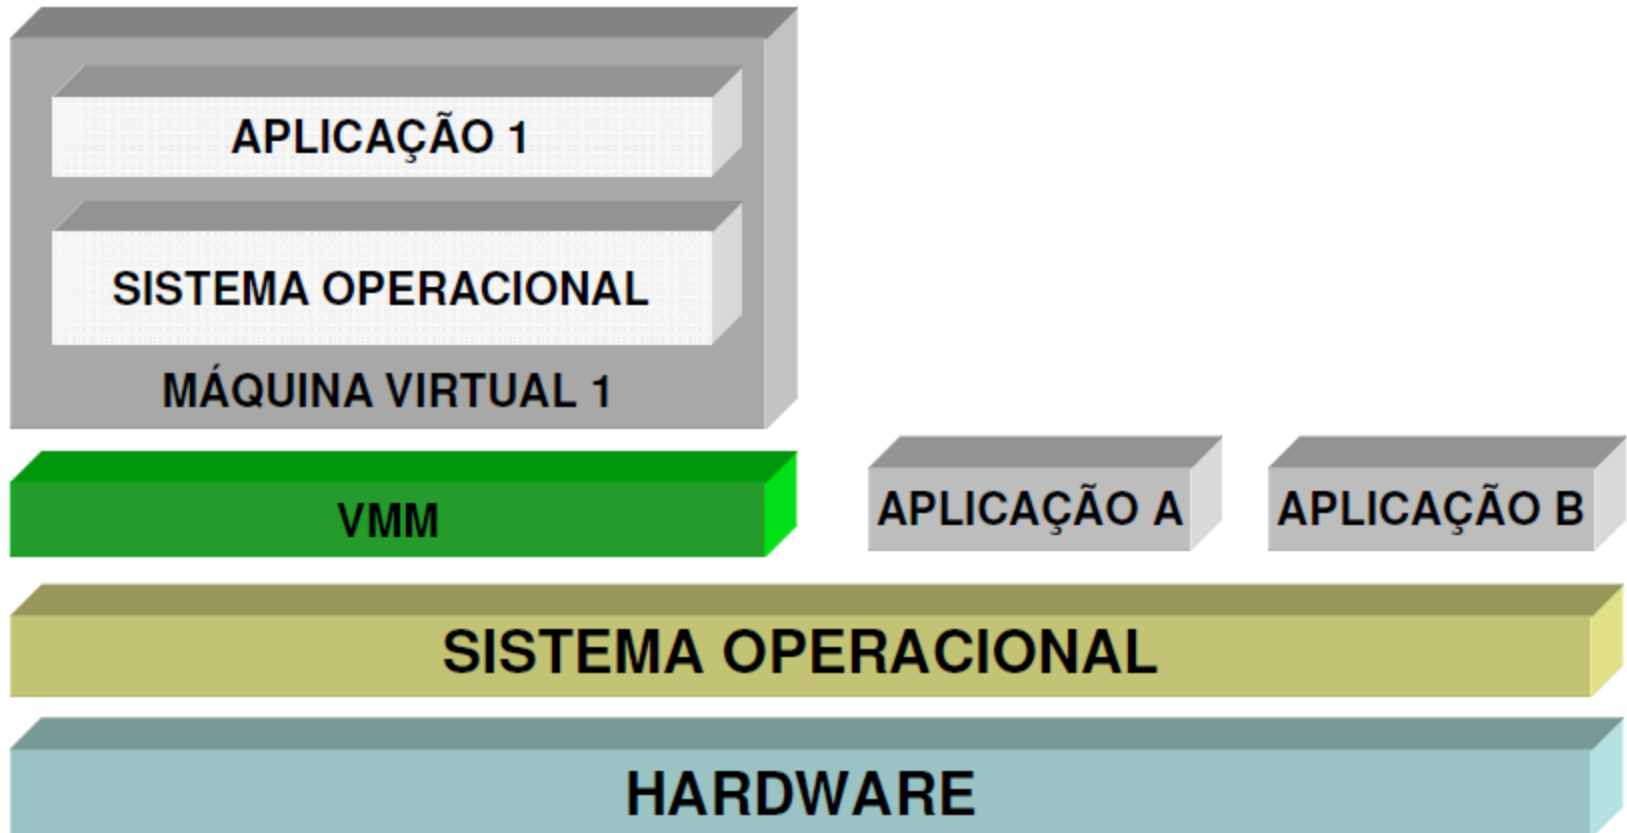 APLICAÇÃO 1
SISTEMA OPERACIONAL
MÁQUINA VIRTUAL 1
VMM
APLICAÇÃO A
APLICAÇÃO B
SISTEMA OPERACIONAL
HARDWARE